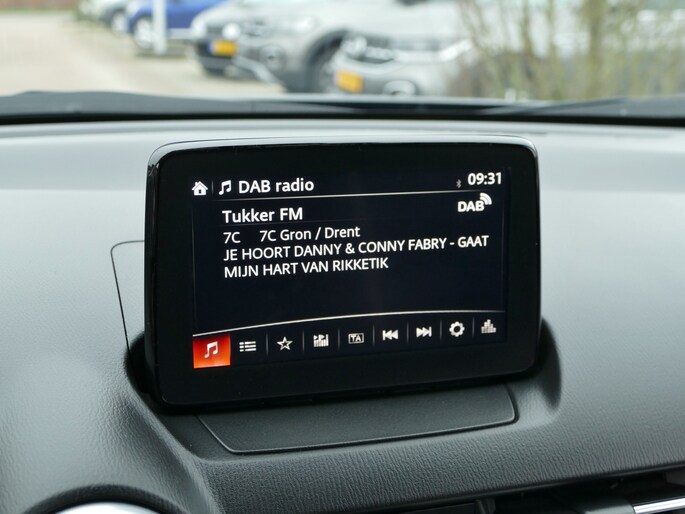 DAB radio 09:31
Tukker FM DAB
7C 7C Gron / Drent
JE HOORT DANNY & CONNY FABRY - GAAT
MIJN HART VAN RIKKETIK
TA